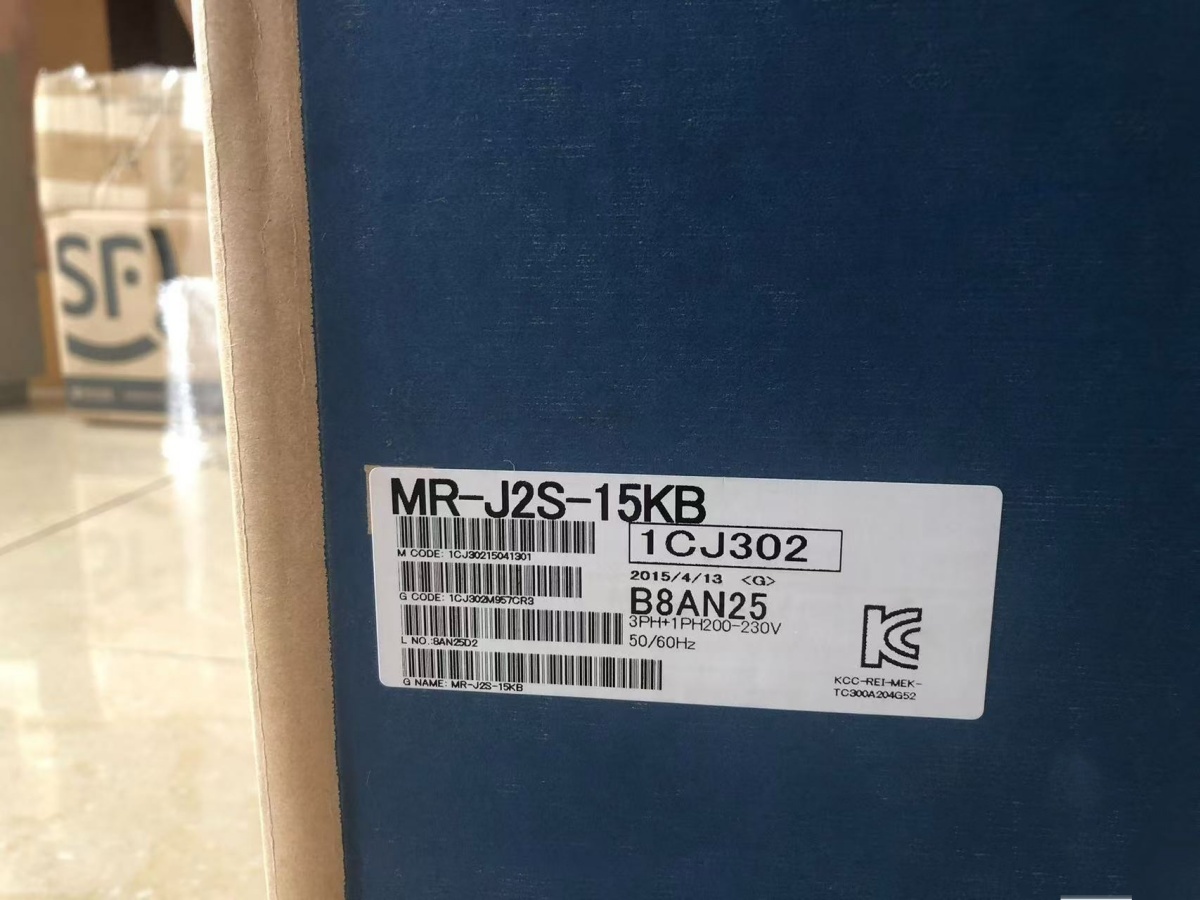 SF
MR-J2S-15KB
1CJ302
M CODE: 1CJ30215041301
2015/4/13 <G>
G CODE: 1CJ302M957CR3
B8AN25
3PH+1PH200-230V
L NO.:8AN25D2
50/60Hz
G NAME: MR-J2S-15KB
KCC-REI-MEK-
TC300A204G52